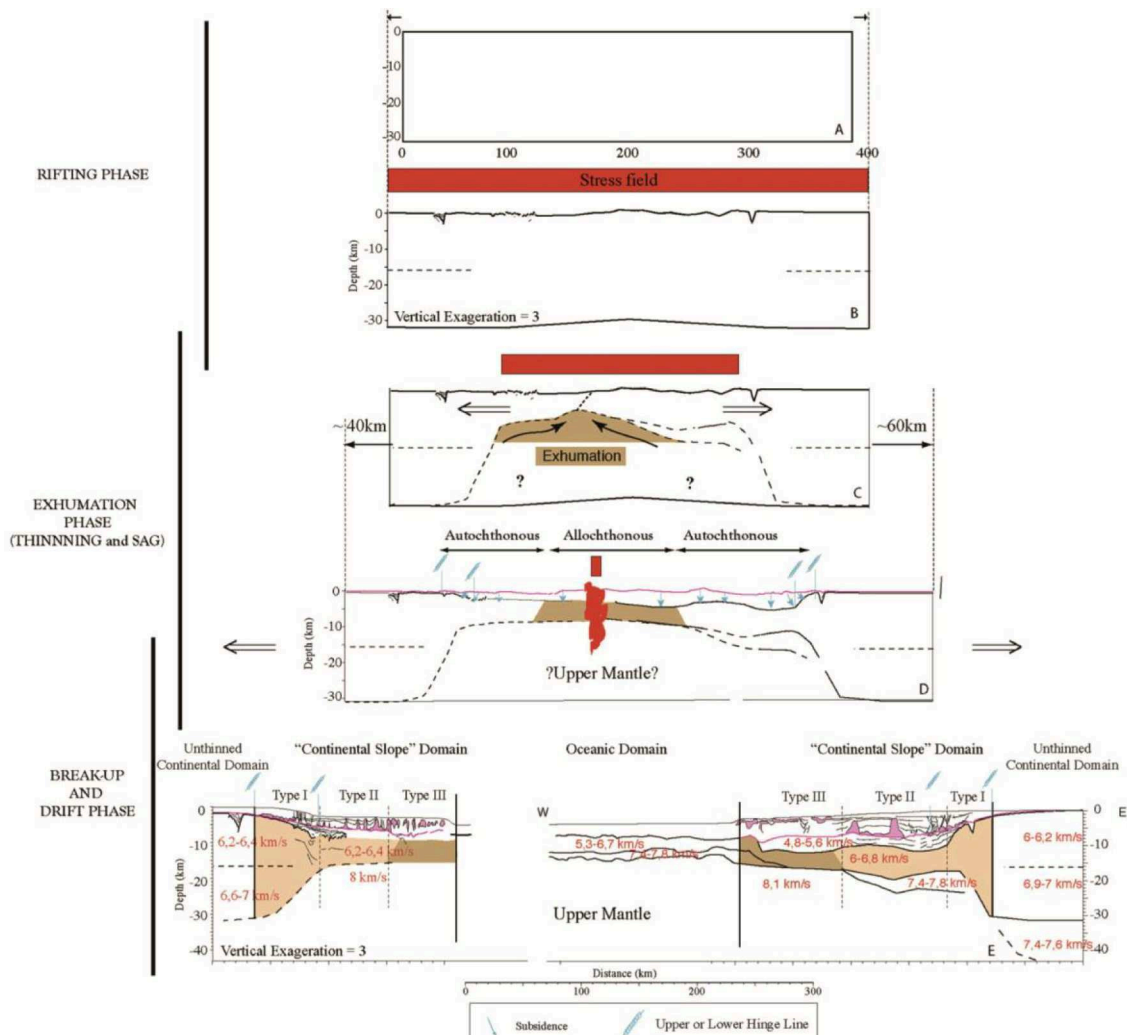 RIFTING PHASE
0
-10
-20
-30
A
0 100 200 300 400
Stress field
0
-10
-20
-30
Depth (km)
Vertical Exageration = 3
B
~40km
~60km
Exhumation
? ?
C
EXHUMATION
PHASE
(THINNNING and SAG)
Autochthonous Allochthonous Autochthonous
0
-10
-20
-30
Depth (km)
?Upper Mantle?
D
BREAK-UP
AND
DRIFT PHASE
Unthinned
Continental Domain
“Continental Slope” Domain
Oceanic Domain
“Continental Slope” Domain
Unthinned
Continental Domain
Type I Type II Type III
W
Type III Type II Type I
E
0
-10
-20
-30
-40
Depth (km)
6,2-6,4 km/s
6,2-6,4 km/s
6,6-7 km/s
8 km/s
Vertical Exageration = 3
5,3-6,7 km/s
7,4-7,8 km/s
Upper Mantle
4,8-5,6 km/s
6-6,8 km/s
8,1 km/s
7,4-7,8 km/s
6-6,2 km/s
6,9-7 km/s
7,4-7,6 km/s
E
0
-10
-20
-30
-40
Distance (km)
0 100 200 300
Subsidence
Upper or Lower Hinge Line